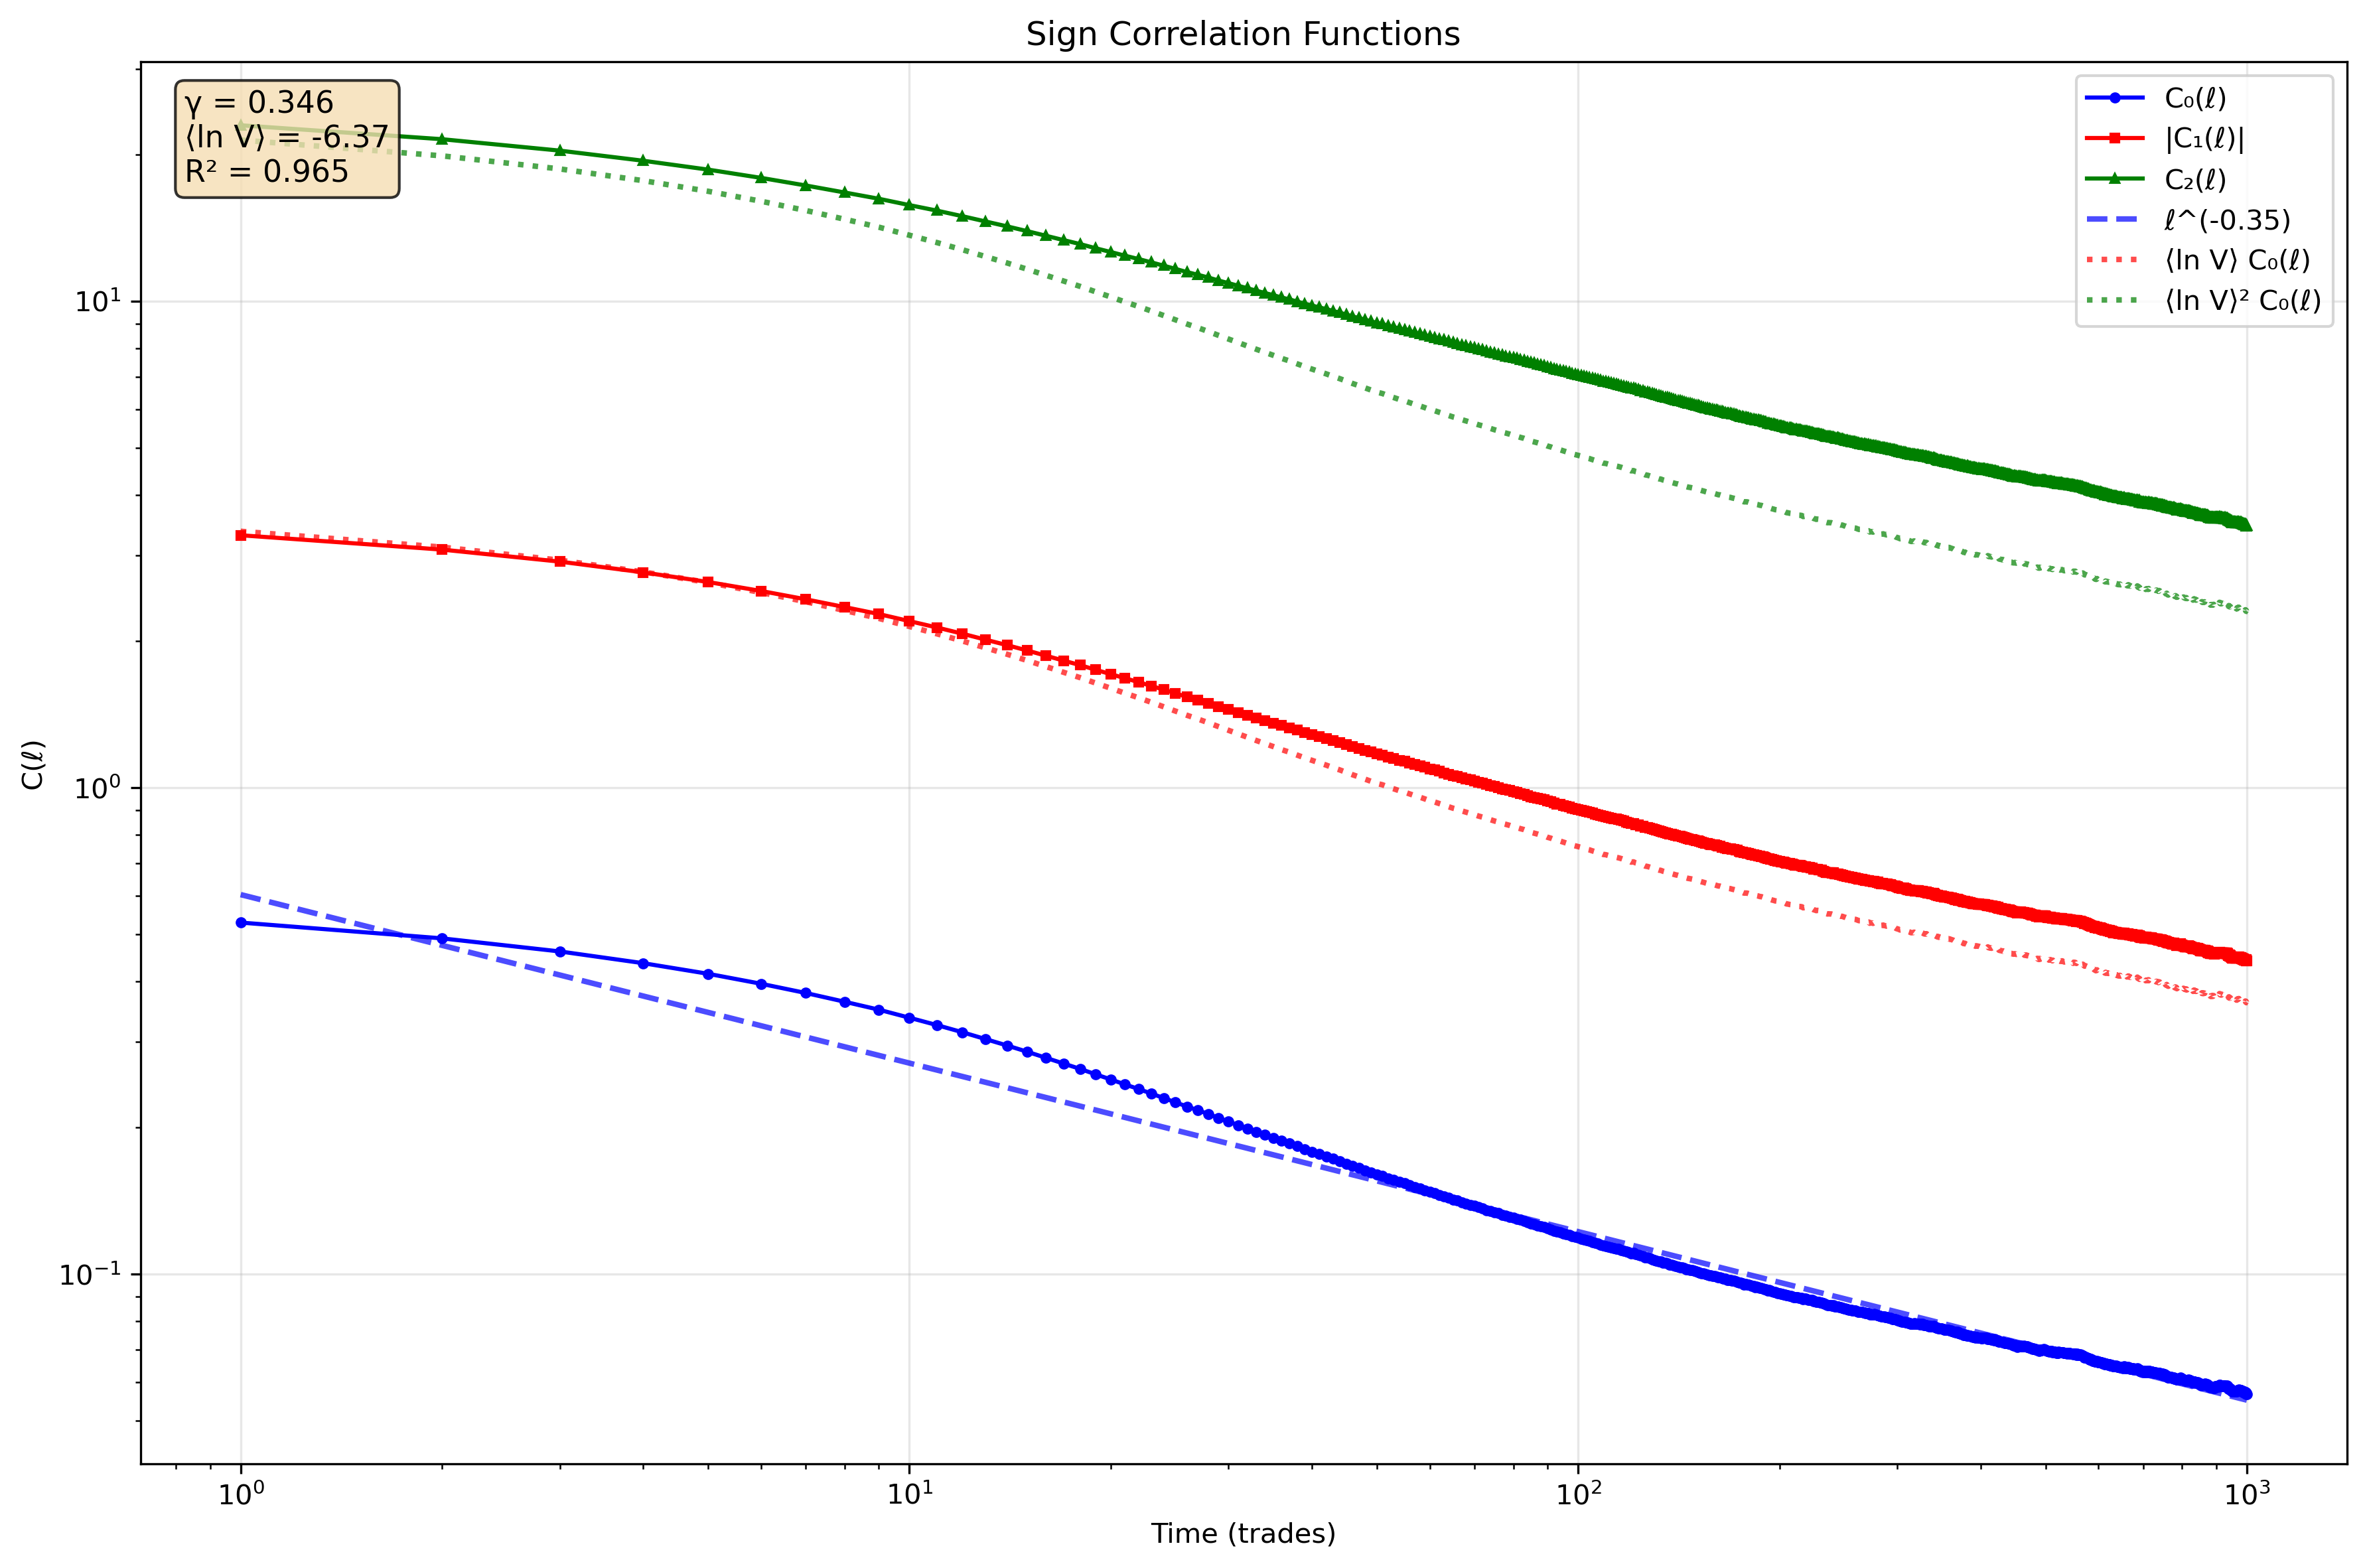 Sign Correlation Functions
γ = 0.346
⟨ln V⟩ = -6.37
R² = 0.965
C₀(ℓ)
|C₁(ℓ)|
C₂(ℓ)
ℓ^(-0.35)
⟨ln V⟩ C₀(ℓ)
⟨ln V⟩² C₀(ℓ)
C(ℓ)
10¹
10⁰
10⁻¹
10⁰ 10¹ 10² 10³
Time (trades)